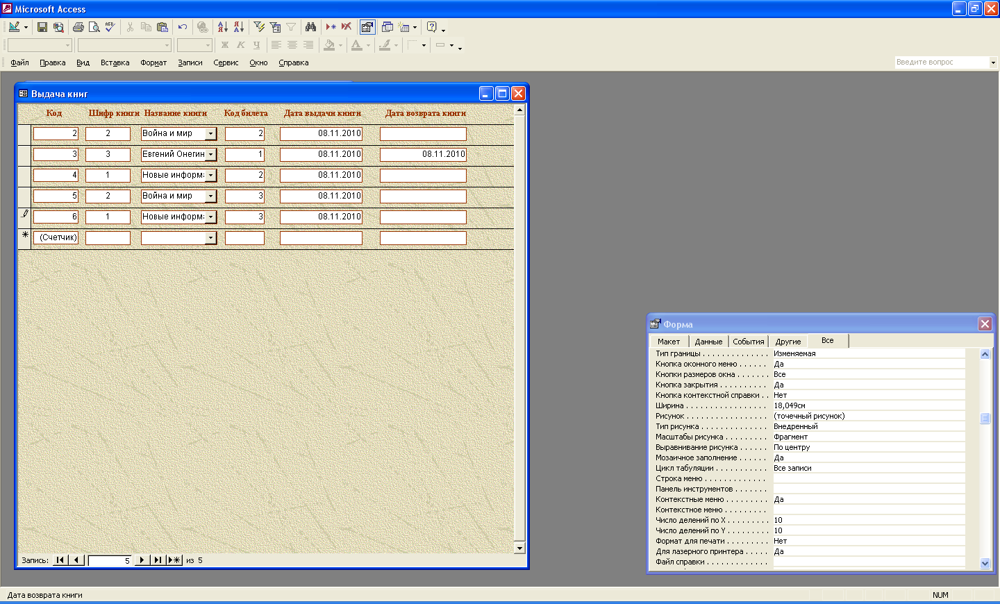 Microsoft Access
Ж К Ч
Файл Правка Вид Вставка Формат Записи Сервис Окно Справка
Введите вопрос
Выдача книг
Код Шифр книги Название книги Код билета Дата выдачи книги Дата возврата книги
2 2 Война и мир 2 08.11.2010
3 3 Евгений Онегин 1 08.11.2010 08.11.2010
4 1 Новые информ 2 08.11.2010
5 2 Война и мир 3 08.11.2010
6 1 Новые информ 3 08.11.2010
(Счетчик)
Запись: 5 из 5
Форма
Макет Данные События Другие Все
Тип границы Изменяемая
Кнопка оконного меню Да
Кнопки размеров окна Все
Кнопка закрытия Да
Кнопка контекстной справки Нет
Ширина 18,049см
Рисунок (точечный рисунок)
Тип рисунка Внедренный
Масштабы рисунка Фрагмент
Выравнивание рисунка По центру
Мозаичное заполнение Да
Цикл табуляции Все записи
Строка меню
Панель инструментов
Контекстные меню Да
Контекстное меню
Число делений по X 10
Число делений по Y 10
Формат для печати Нет
Для лазерного принтера Да
Файл справки
Дата возврата книги
NUM